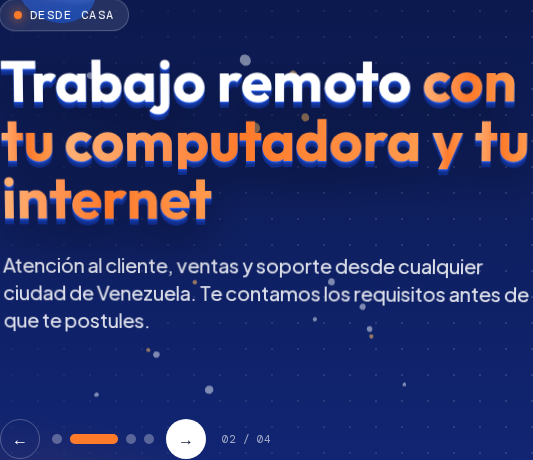 DESDE CASA
Trabajo remoto con
tu computadora y tu
internet
Atención al cliente, ventas y soporte desde cualquier
ciudad de Venezuela. Te contamos los requisitos antes de
que te postules.
← → 02 / 04